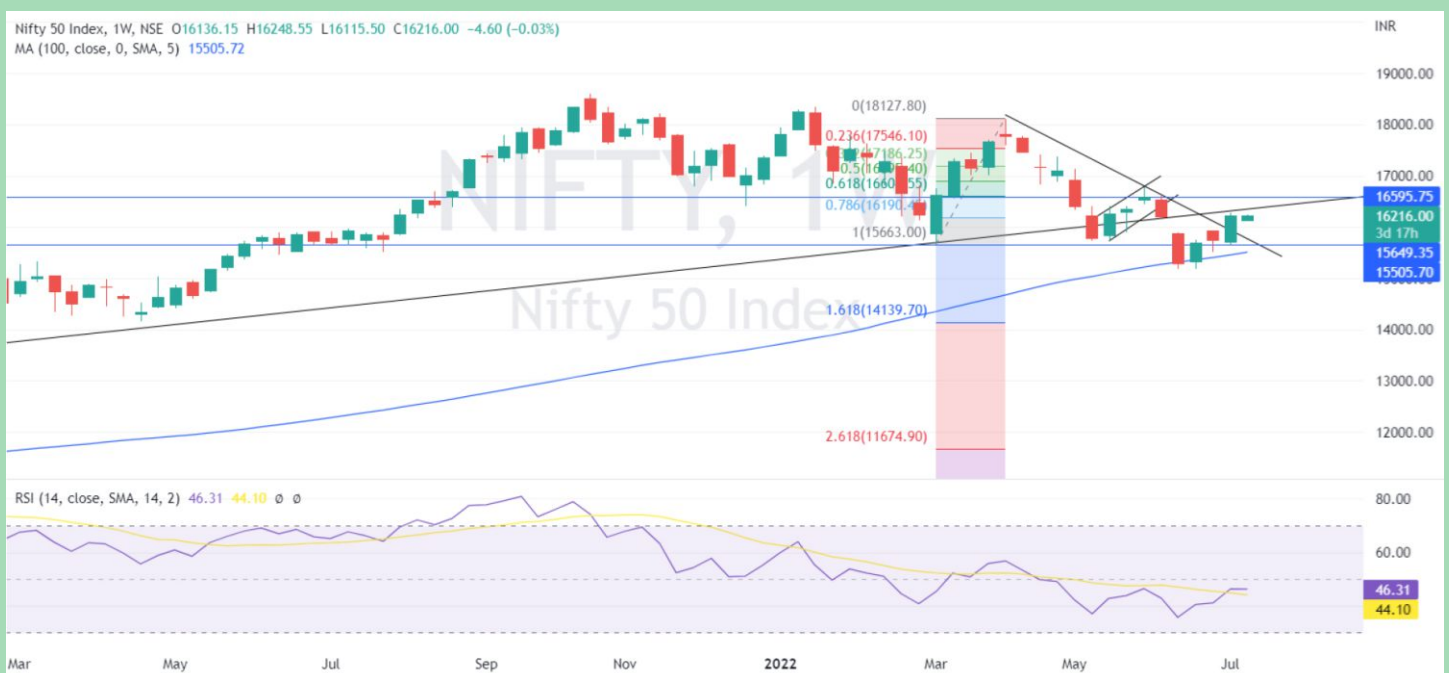 Nifty 50 Index, 1W, NSE O16136.15 H16248.55 L16115.50 C16216.00 −4.60 (−0.03%)
MA (100, close, 0, SMA, 5) 15505.72
INR
19000.00
18000.00
17000.00
16595.75
16216.00
3d 17h
15649.35
15505.70
14000.00
13000.00
12000.00
NIFTY, 1W
Nifty 50 Index
0(18127.80)
0.236(17546.10)
(17186.25)
0.618(
0.786(16190.
1(15663.00)
1.618(14139.70)
2.618(11674.90)
RSI (14, close, SMA, 14, 2) 46.31 44.10 ø ø
80.00
60.00
46.31
44.10
Mar May Jul Sep Nov 2022 Mar May Jul